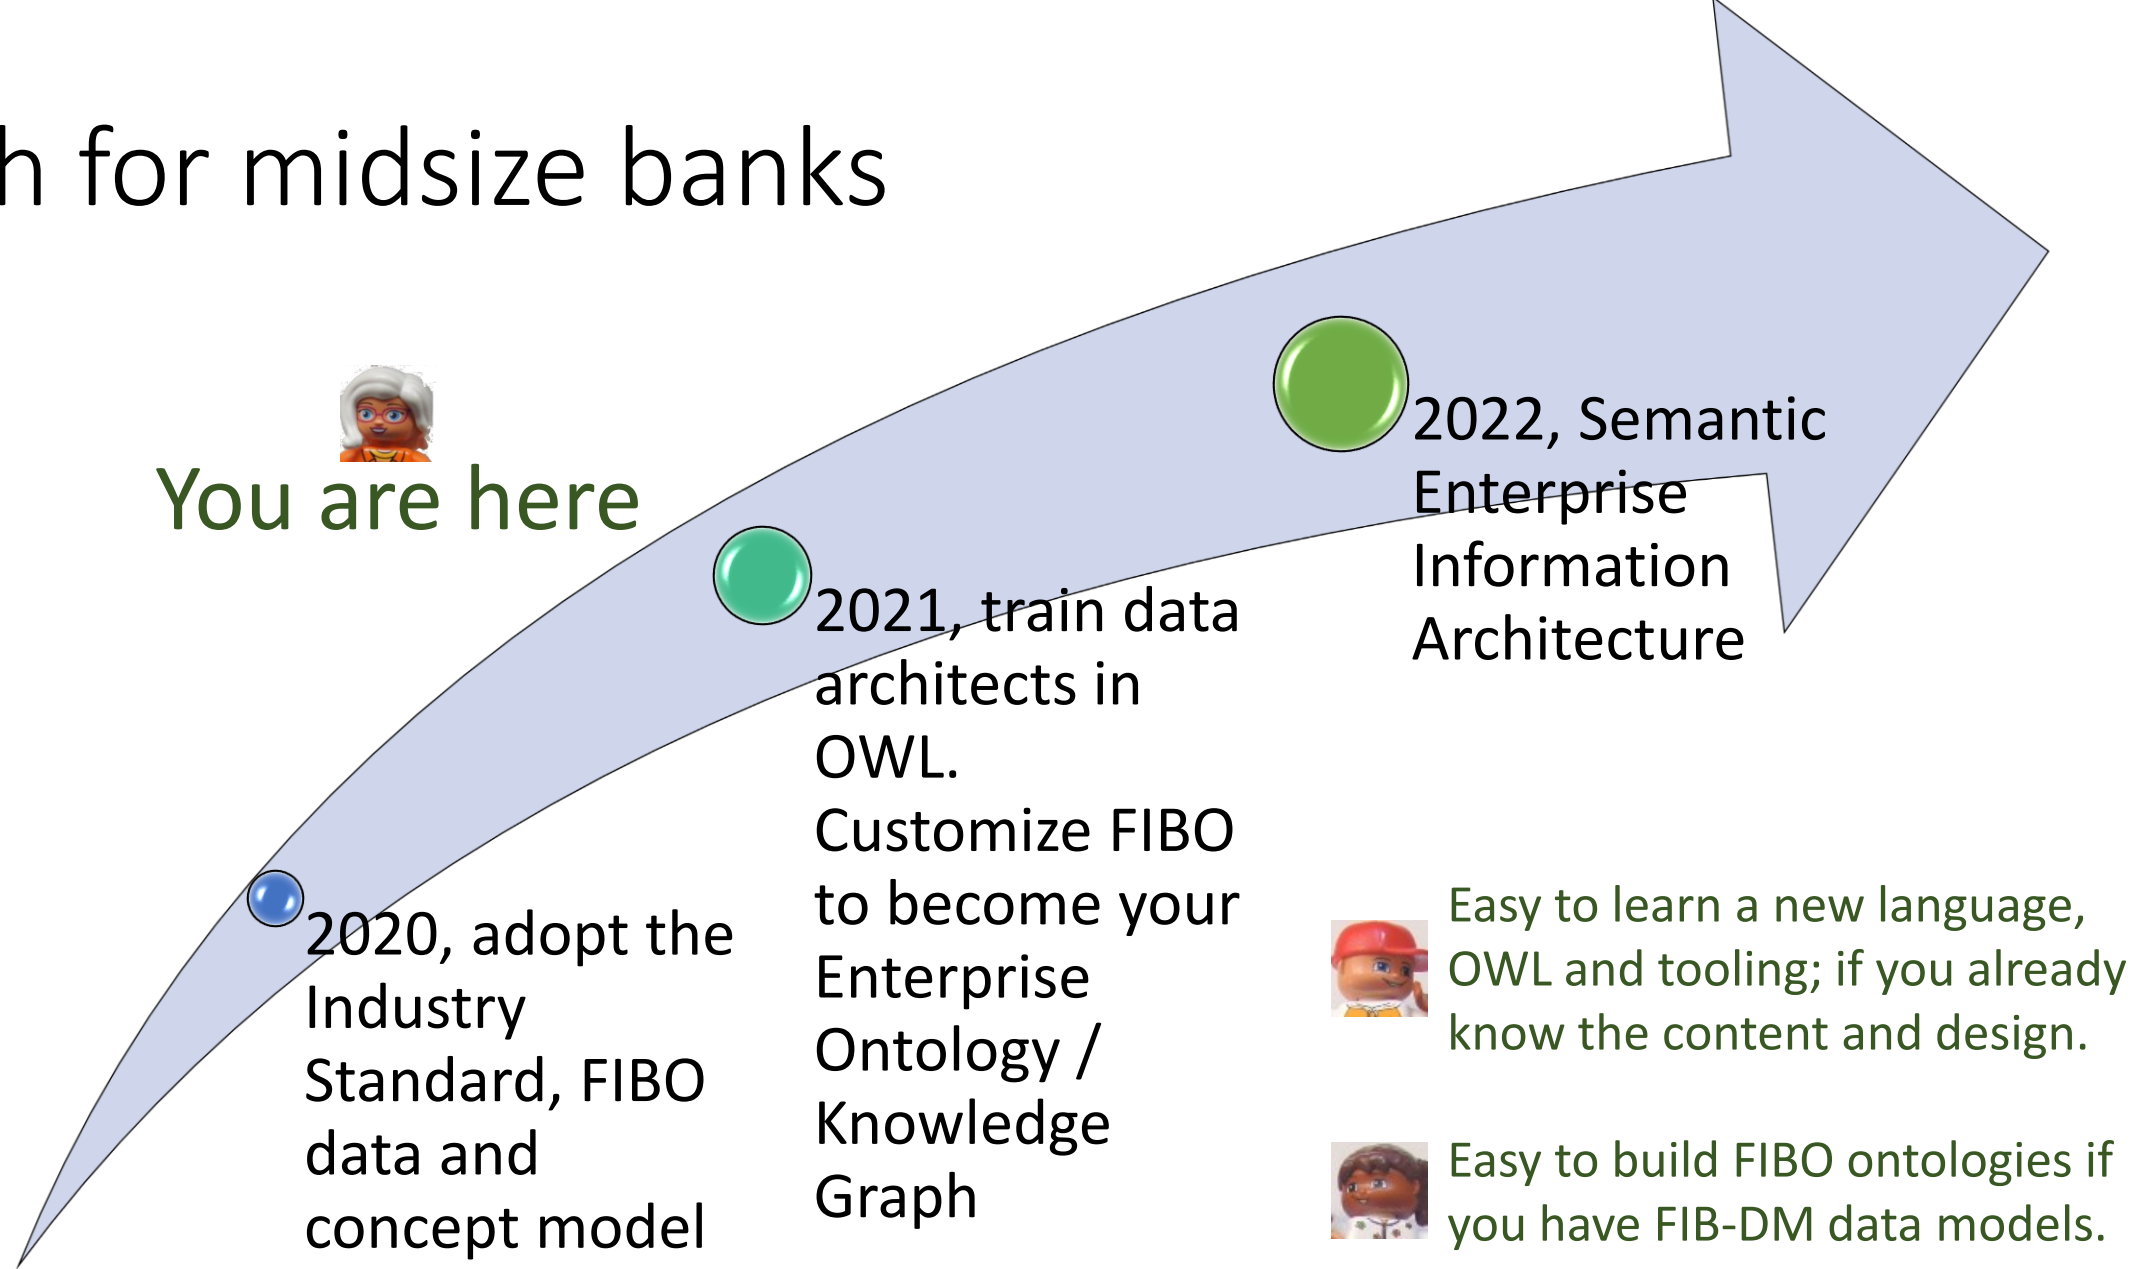 h for midsize banks
You are here
2022, Semantic
Enterprise
Information
Architecture
2021, train data
architects in
OWL.
Customize FIBO
to become your
Enterprise
Ontology /
Knowledge
Graph
2020, adopt the
Industry
Standard, FIBO
data and
concept model
Easy to learn a new language,
OWL and tooling; if you already
know the content and design.
Easy to build FIBO ontologies if
you have FIB-DM data models.